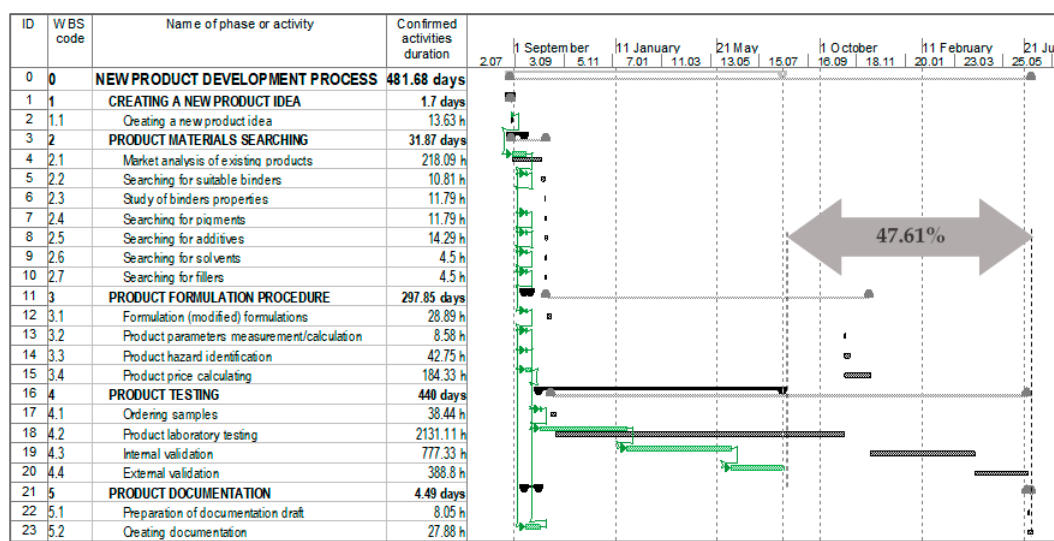 ID WBS code Name of phase or activity Confirmed activities duration
1 September 11 January 21 May 1 October 11 February 21 Ju
2.07 3.09 5.11 7.01 11.03 13.05 15.07 16.09 18.11 20.01 23.03 25.05
0 0 NEW PRODUCT DEVELOPMENT PROCESS 481.68 days
1 1 CREATING A NEW PRODUCT IDEA 1.7 days
2 1.1 Creating a new product idea 13.63 h
3 2 PRODUCT MATERIALS SEARCHING 31.87 days
4 2.1 Market analysis of existing products 218.09 h
5 2.2 Searching for suitable binders 10.81 h
6 2.3 Study of binders properties 11.79 h
7 2.4 Searching for pigments 11.79 h
8 2.5 Searching for additives 14.29 h
47.61%
9 2.6 Searching for solvents 4.5 h
10 2.7 Searching for fillers 4.5 h
11 3 PRODUCT FORMULATION PROCEDURE 297.85 days
12 3.1 Formulation (modified) formulations 28.89 h
13 3.2 Product parameters measurement/calculation 8.58 h
14 3.3 Product hazard identification 42.75 h
15 3.4 Product price calculating 184.33 h
16 4 PRODUCT TESTING 440 days
17 4.1 Ordering samples 38.44 h
18 4.2 Product laboratory testing 2131.11 h
19 4.3 Internal validation 777.33 h
20 4.4 External validation 388.8 h
21 5 PRODUCT DOCUMENTATION 4.49 days
22 5.1 Preparation of documentation draft 8.05 h
23 5.2 Creating documentation 27.88 h